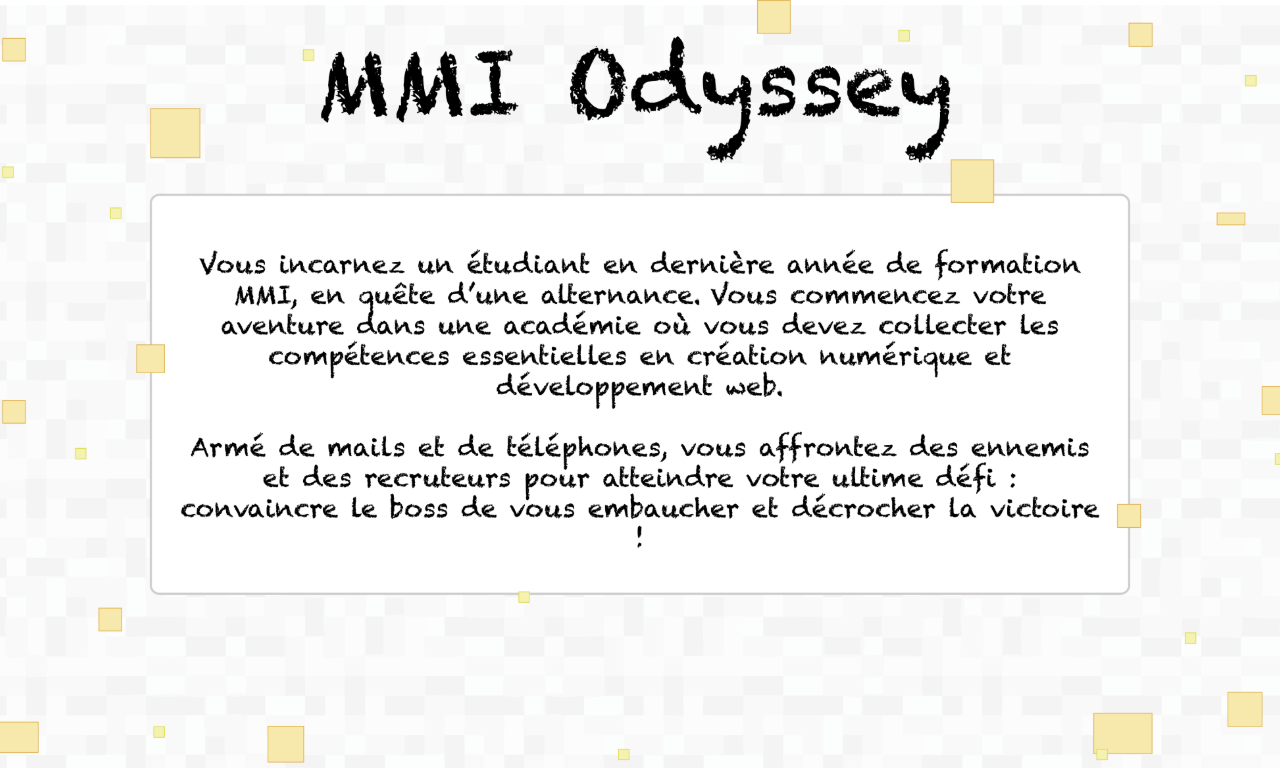 MMI Odyssey
Vous incarnez un étudiant en dernière année de formation
MMI, en quête d'une alternance. Vous commencez votre
aventure dans une académie où vous devez collecter les
compétences essentielles en création numérique et
développement web.
Armé de mails et de téléphones, vous affrontez des ennemis
et des recruteurs pour atteindre votre ultime défi :
convaincre le boss de vous embaucher et décrocher la victoire
!